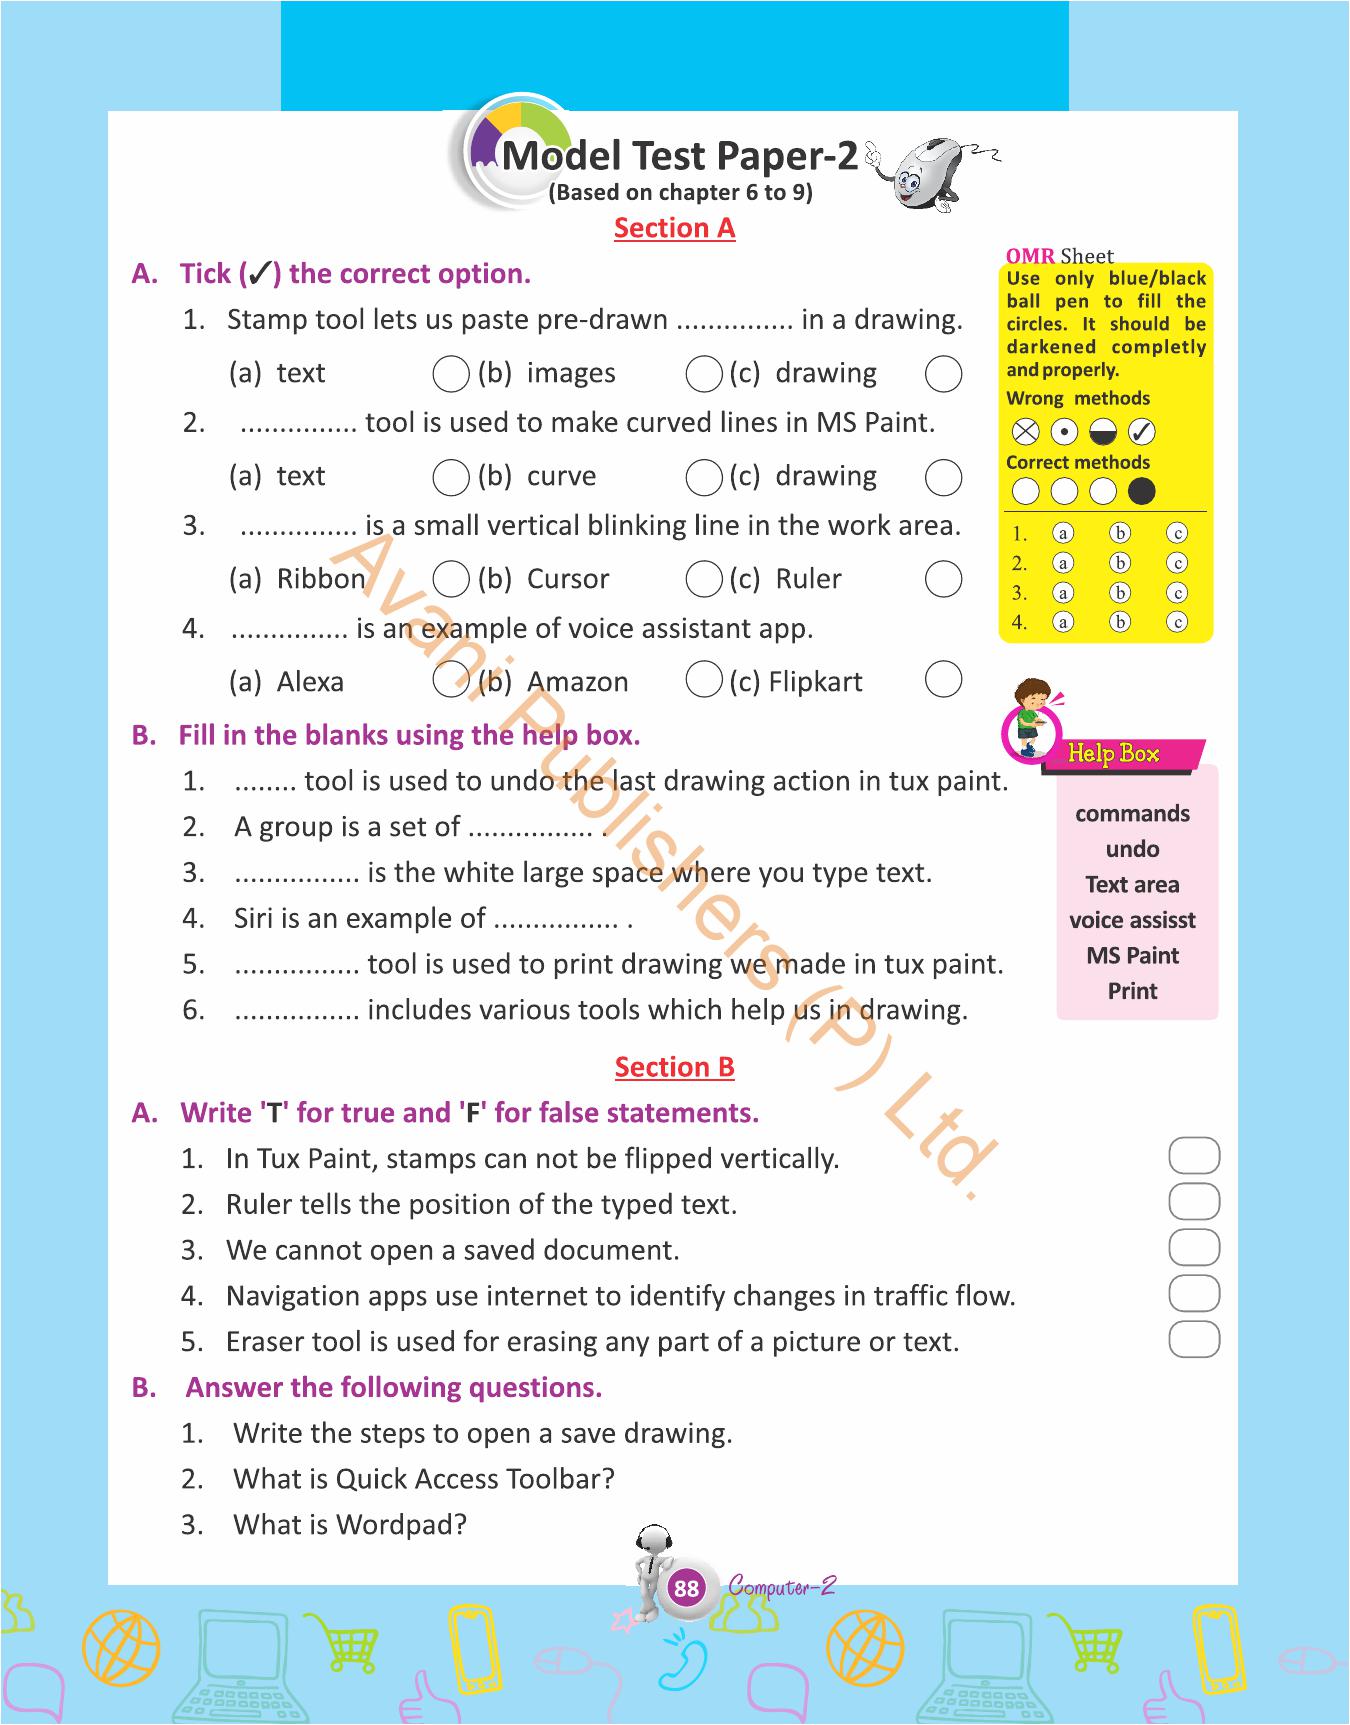 Model Test Paper-2
(Based on chapter 6 to 9)
Section A
A. Tick (✓) the correct option.
1. Stamp tool lets us paste pre-drawn ............... in a drawing.
(a) text (b) images (c) drawing
2. ............... tool is used to make curved lines in MS Paint.
(a) text (b) curve (c) drawing
3. ............... is a small vertical blinking line in the work area.
(a) Ribbon (b) Cursor (c) Ruler
4. ............... is an example of voice assistant app.
(a) Alexa (b) Amazon (c) Flipkart
OMR Sheet
Use only blue/black
ball pen to fill the
circles. It should be
darkened completly
and properly.
Wrong methods
Correct methods
1. a b c
2. a b c
3. a b c
4. a b c
B. Fill in the blanks using the help box.
1. ........ tool is used to undo the last drawing action in tux paint.
2. A group is a set of ................ .
3. ................ is the white large space where you type text.
4. Siri is an example of ................ .
5. ................ tool is used to print drawing we made in tux paint.
6. ................ includes various tools which help us in drawing.
Help Box
commands
undo
Text area
voice assisst
MS Paint
Print
Section B
A. Write 'T' for true and 'F' for false statements.
1. In Tux Paint, stamps can not be flipped vertically.
2. Ruler tells the position of the typed text.
3. We cannot open a saved document.
4. Navigation apps use internet to identify changes in traffic flow.
5. Eraser tool is used for erasing any part of a picture or text.
B. Answer the following questions.
1. Write the steps to open a save drawing.
2. What is Quick Access Toolbar?
3. What is Wordpad?
88 Computer-2
Avani Publishers (P) Ltd.